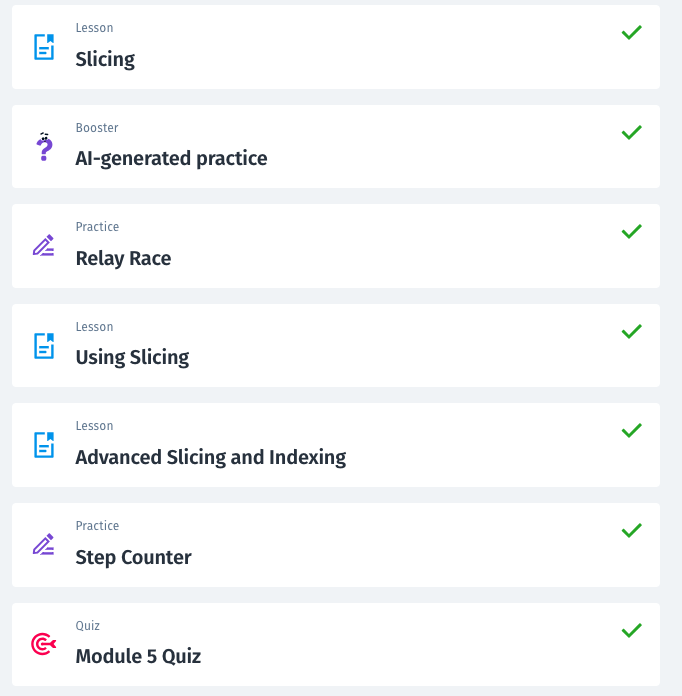 Lesson
Slicing
Booster
AI-generated practice
Practice
Relay Race
Lesson
Using Slicing
Lesson
Advanced Slicing and Indexing
Practice
Step Counter
Quiz
Module 5 Quiz